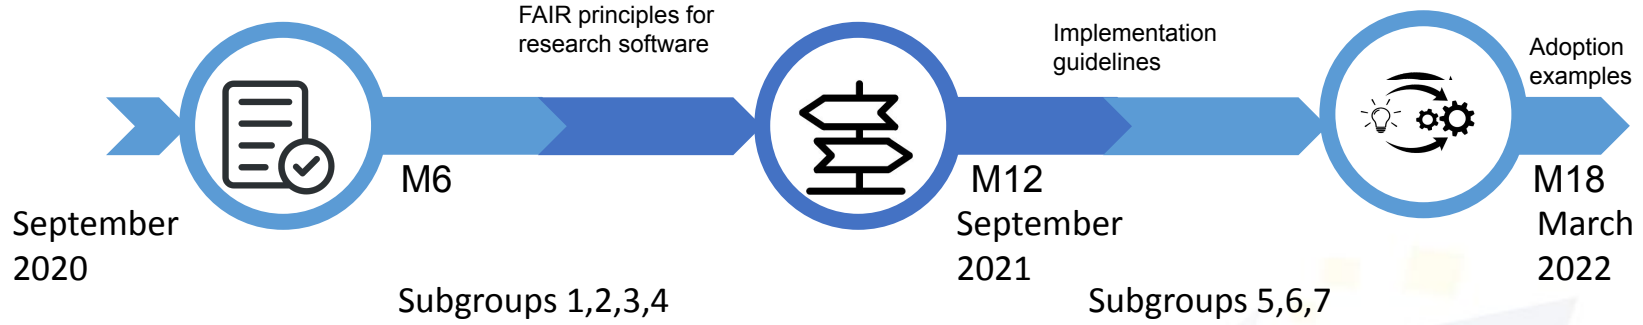 FAIR principles for
research software
Implementation
guidelines
Adoption
examples
M6
M12
M18
September
2020
September
2021
March
2022
Subgroups 1,2,3,4
Subgroups 5,6,7